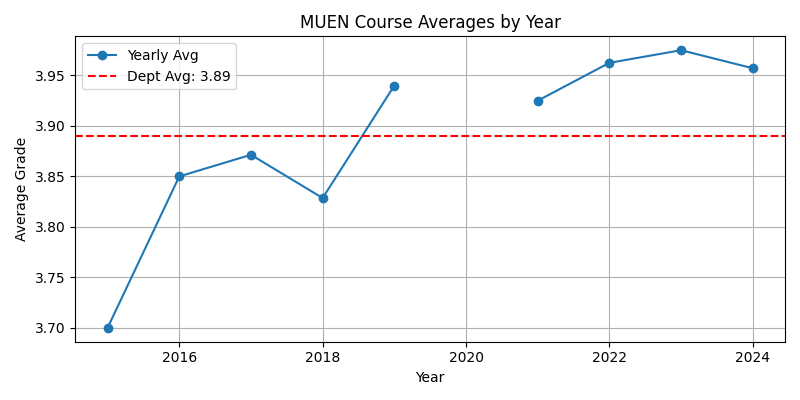 MUEN Course Averages by Year
Yearly Avg
Dept Avg: 3.89
Average Grade
3.95
3.90
3.85
3.80
3.75
3.70
2016
2018
2020
2022
2024
Year